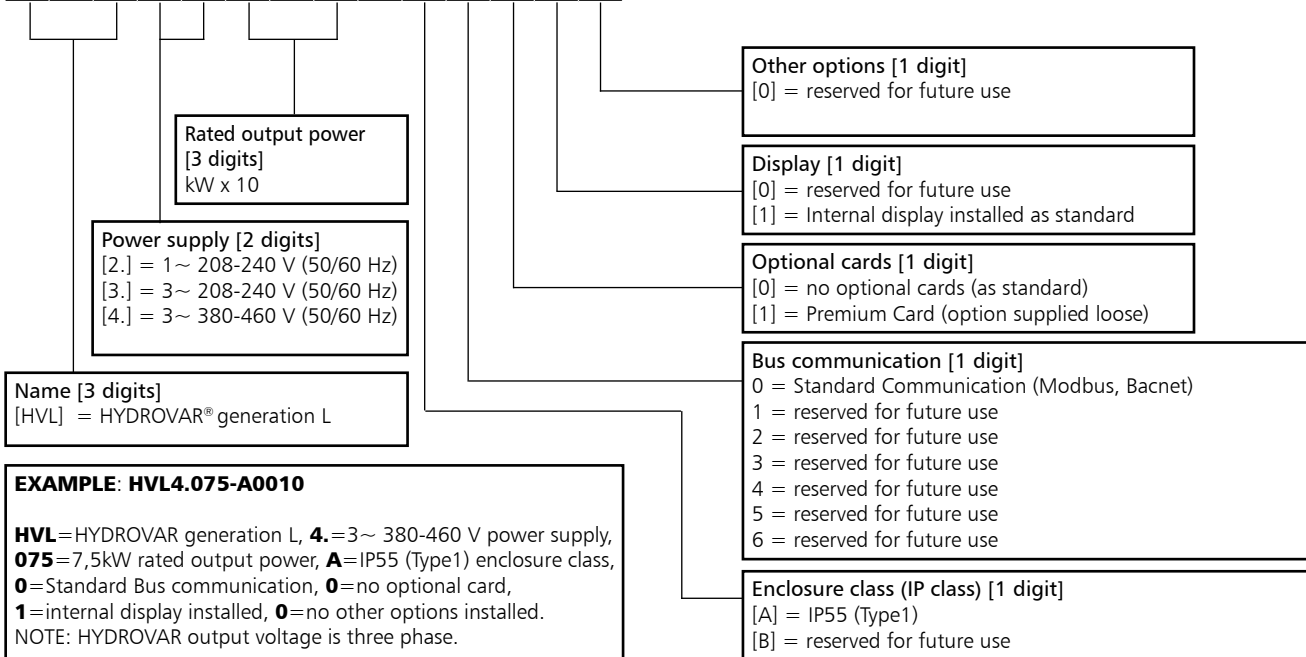 Rated output power
[3 digits]
kW x 10
Power supply [2 digits]
[2.] = 1~ 208-240 V (50/60 Hz)
[3.] = 3~ 208-240 V (50/60 Hz)
[4.] = 3~ 380-460 V (50/60 Hz)
Name [3 digits]
[HVL] = HYDROVAR® generation L
EXAMPLE: HVL4.075-A0010
HVL=HYDROVAR generation L, 4.=3~ 380-460 V power supply,
075=7,5kW rated output power, A=IP55 (Type1) enclosure class,
0=Standard Bus communication, 0=no optional card,
1=internal display installed, 0=no other options installed.
NOTE: HYDROVAR output voltage is three phase.
Other options [1 digit]
[0] = reserved for future use
Display [1 digit]
[0] = reserved for future use
[1] = Internal display installed as standard
Optional cards [1 digit]
[0] = no optional cards (as standard)
[1] = Premium Card (option supplied loose)
Bus communication [1 digit]
0 = Standard Communication (Modbus, Bacnet)
1 = reserved for future use
2 = reserved for future use
3 = reserved for future use
4 = reserved for future use
5 = reserved for future use
6 = reserved for future use
Enclosure class (IP class) [1 digit]
[A] = IP55 (Type1)
[B] = reserved for future use